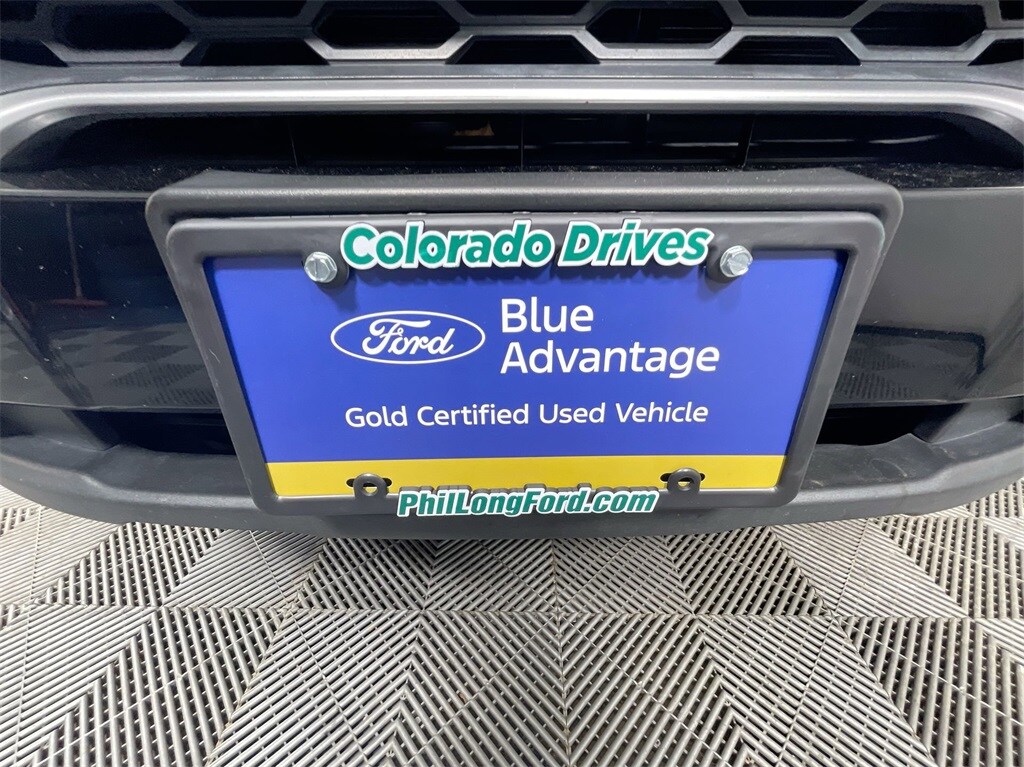 Colorado Drives
Ford
Blue
Advantage
Gold Certified Used Vehicle
PhilLongFord.com